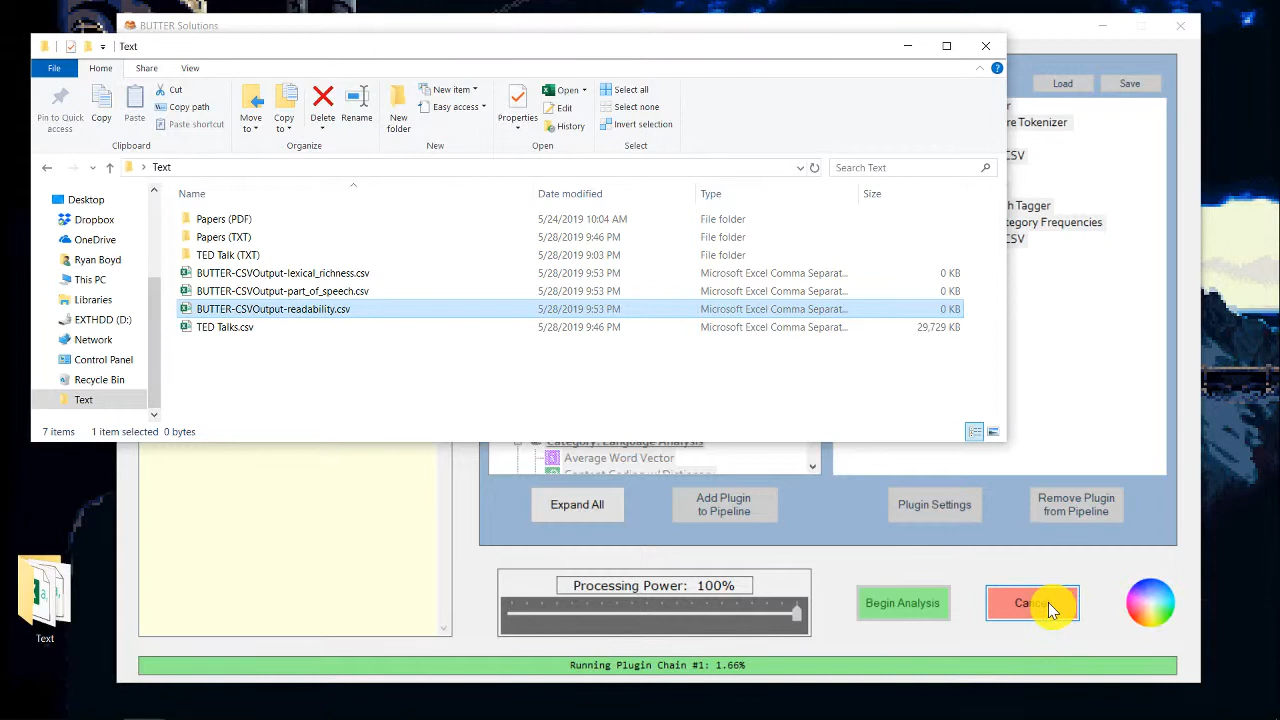 BUTTER Solutions
Text
File
Home
Share
View
Pin to Quick access
Copy
Paste
Cut
Copy path
Paste shortcut
Clipboard
Move to
Copy to
Delete
Rename
Organize
New folder
New item
Easy access
New
Properties
Open
Edit
History
Open
Select all
Select none
Invert selection
Select
Load
Save
Text
Search Text
Name
Date modified
Type
Size
Desktop
Dropbox
OneDrive
Ryan Boyd
This PC
Libraries
EXTHDD (D:)
Network
Control Panel
Recycle Bin
Text
Papers (PDF) 5/24/2019 10:04 AM File folder
Papers (TXT) 5/28/2019 9:46 PM File folder
TED Talk (TXT) 5/28/2019 9:03 PM File folder
BUTTER-CSVOutput-lexical_richness.csv 5/28/2019 9:53 PM Microsoft Excel Comma Separat... 0 KB
BUTTER-CSVOutput-part_of_speech.csv 5/28/2019 9:53 PM Microsoft Excel Comma Separat... 0 KB
BUTTER-CSVOutput-readability.csv 5/28/2019 9:53 PM Microsoft Excel Comma Separat... 0 KB
TED Talks.csv 5/28/2019 9:46 PM Microsoft Excel Comma Separat... 29,729 KB
7 items 1 item selected 0 bytes
Tokenizer
CSV
Tagger
Frequencies
CSV
Category: Language Analysis
Average Word Vector
Expand All
Add Plugin
to Pipeline
Plugin Settings
Remove Plugin
from Pipeline
Processing Power: 100%
Begin Analysis
Running Plugin Chain #1: 1.66%
Text